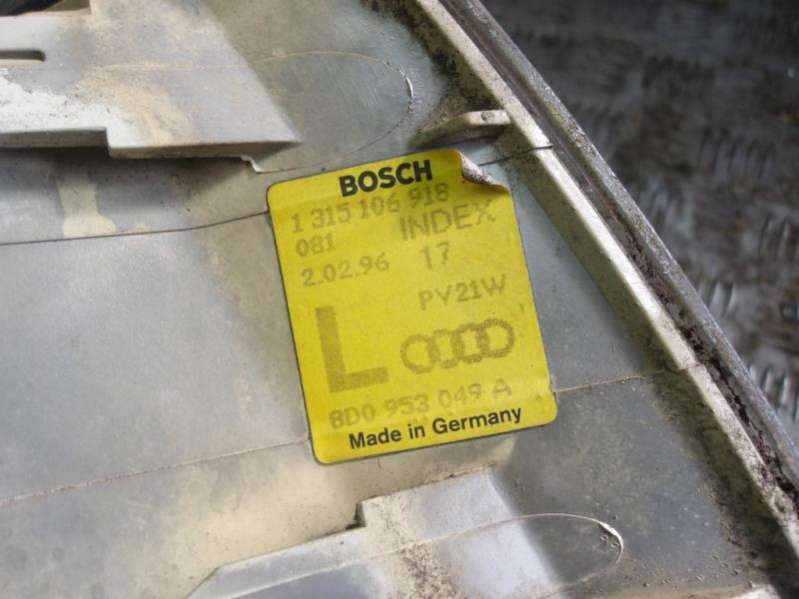 BOSCH
1 315 106 918
081 INDEX
2.02.96 17
PY21W
L
8D0 953 049 A
Made in Germany